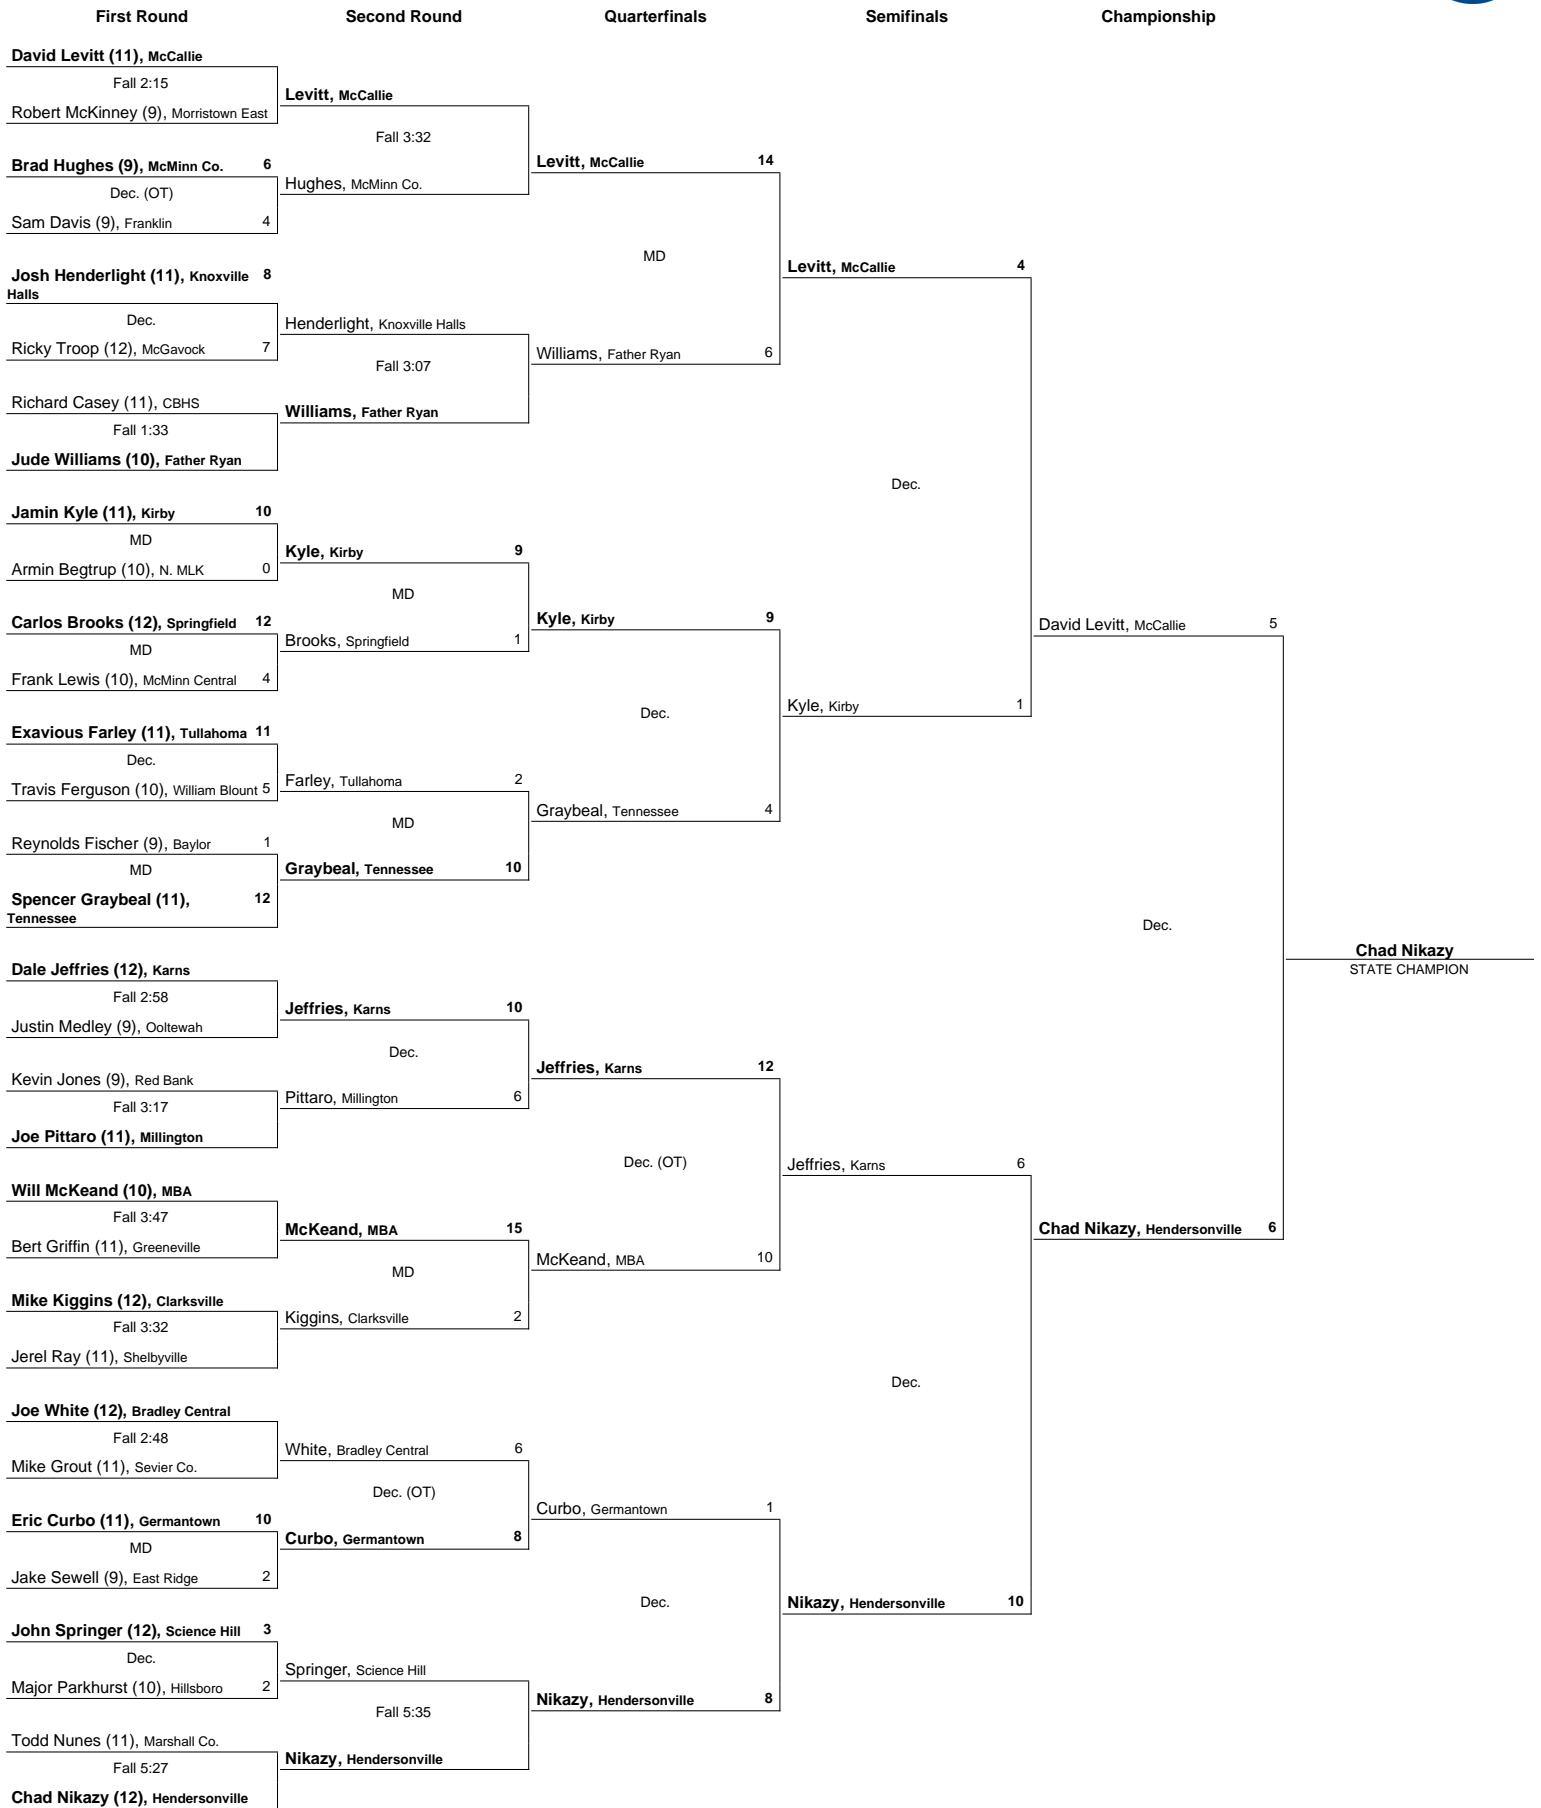 First Round Second Round Quarterfinals Semifinals Championship
David Levitt (11), McCallie
Fall 2:15
Robert McKinney (9), Morristown East
Levitt, McCallie
Fall 3:32
Hughes, McMinn Co.
Brad Hughes (9), McMinn Co. 6
Dec. (OT)
Sam Davis (9), Franklin 4
Levitt, McCallie 14
MD
Williams, Father Ryan 6
Josh Henderlight (11), Knoxville 8
Halls
Dec.
Ricky Troop (12), McGavock 7
Henderlight, Knoxville Halls
Fall 3:07
Williams, Father Ryan
Richard Casey (11), CBHS
Fall 1:33
Jude Williams (10), Father Ryan
Levitt, McCallie 4
Dec.
Kyle, Kirby 1
Jamin Kyle (11), Kirby 10
MD
Armin Begtrup (10), N. MLK 0
Kyle, Kirby 9
MD
Brooks, Springfield 1
Carlos Brooks (12), Springfield 12
MD
Frank Lewis (10), McMinn Central 4
Kyle, Kirby 9
Dec.
Graybeal, Tennessee 4
Exavious Farley (11), Tullahoma 11
Dec.
Travis Ferguson (10), William Blount 5
Farley, Tullahoma 2
MD
Graybeal, Tennessee 10
Reynolds Fischer (9), Baylor 1
MD
Spencer Graybeal (11), 12
Tennessee
David Levitt, McCallie 5
Dec.
Chad Nikazy, Hendersonville 6
Chad Nikazy
STATE CHAMPION
Dale Jeffries (12), Karns
Fall 2:58
Justin Medley (9), Ooltewah
Jeffries, Karns 10
Dec.
Pittaro, Millington 6
Kevin Jones (9), Red Bank
Fall 3:17
Joe Pittaro (11), Millington
Jeffries, Karns 12
Dec. (OT)
McKeand, MBA 10
Will McKeand (10), MBA
Fall 3:47
Bert Griffin (11), Greeneville
McKeand, MBA 15
MD
Kiggins, Clarksville 2
Mike Kiggins (12), Clarksville
Fall 3:32
Jerel Ray (11), Shelbyville
Jeffries, Karns 6
Dec.
Nikazy, Hendersonville 10
Joe White (12), Bradley Central
Fall 2:48
Mike Grout (11), Sevier Co.
White, Bradley Central 6
Dec. (OT)
Curbo, Germantown 8
Eric Curbo (11), Germantown 10
MD
Jake Sewell (9), East Ridge 2
Curbo, Germantown 1
Dec.
Nikazy, Hendersonville 8
John Springer (12), Science Hill 3
Dec.
Major Parkhurst (10), Hillsboro 2
Springer, Science Hill
Fall 5:35
Nikazy, Hendersonville
Todd Nunes (11), Marshall Co.
Fall 5:27
Chad Nikazy (12), Hendersonville